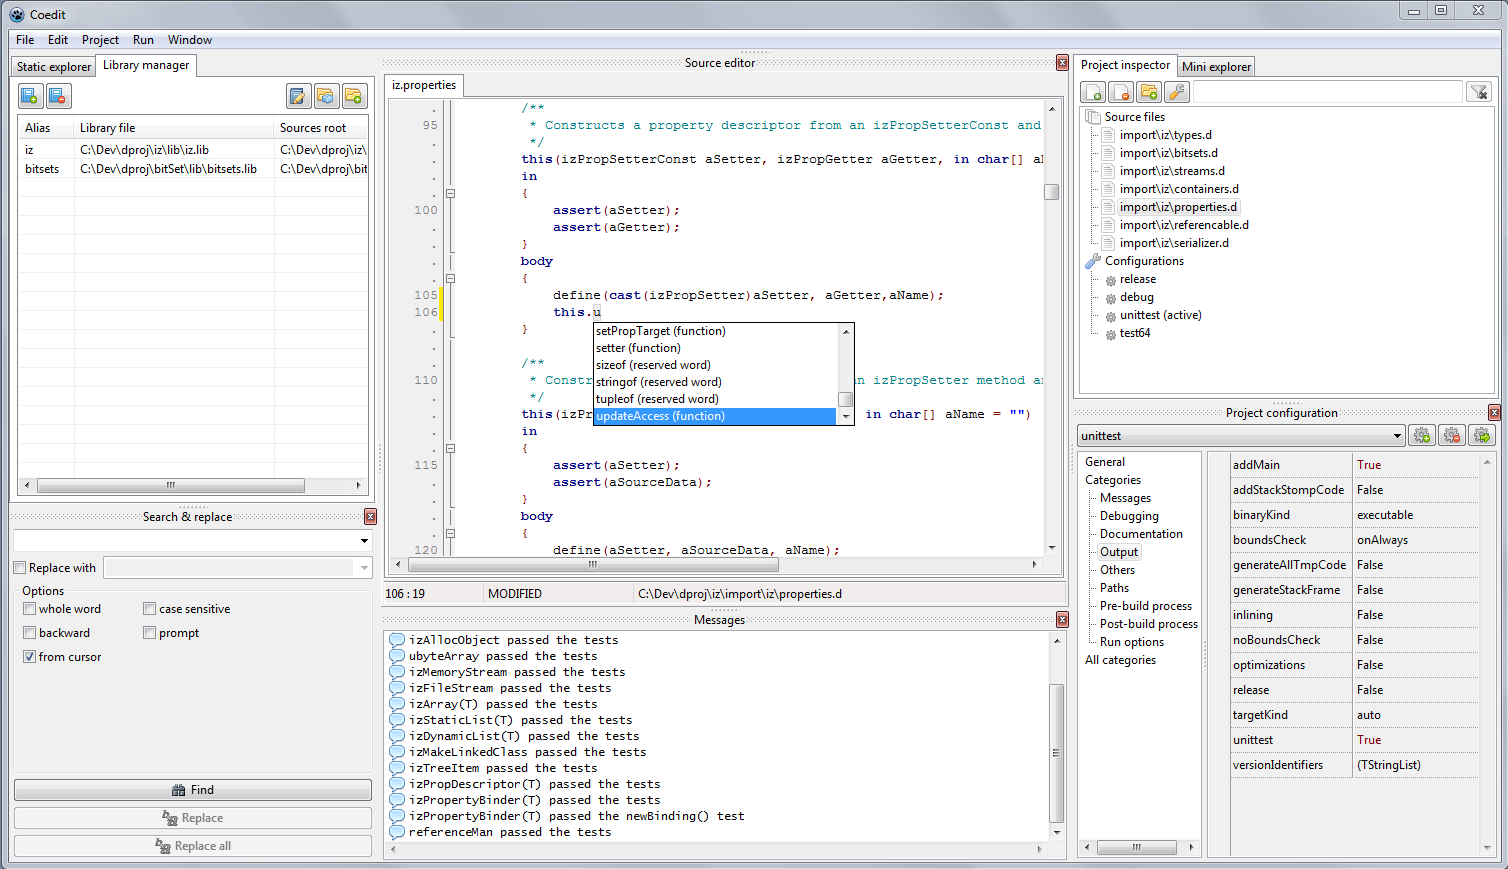 Coedit
File Edit Project Run Window
Static explorer Library manager
Alias Library file Sources root
iz C:\Dev\dproj\iz\lib\iz.lib C:\Dev\dproj\iz\
bitsets C:\Dev\dproj\bitSet\lib\bitsets.lib C:\Dev\dproj\bit
Search & replace
Replace with
Options
whole word case sensitive
backward prompt
from cursor
Find
Replace
Replace all
Source editor
iz.properties
/**
95 * Constructs a property descriptor from an izPropSetterConst and
*/
this(izPropSetterConst aSetter, izPropGetter aGetter, in char[] a
in
{
100 assert(aSetter);
assert(aGetter);
}
body
{
105 define(cast(izPropSetter)aSetter, aGetter,aName);
106 this.u
}
setPropTarget (function)
setter (function)
sizeof (reserved word)
stringof (reserved word)
tupleof (reserved word)
updateAccess (function)
/**
110 * Constr an izPropSetter method a
*/
this(izPr in char[] aName = "")
in
{
115 assert(aSetter);
assert(aSourceData);
}
body
{
120 define(aSetter, aSourceData, aName);
106 : 19 MODIFIED C:\Dev\dproj\iz\import\iz\properties.d
Messages
izAllocObject passed the tests
ubyteArray passed the tests
izMemoryStream passed the tests
izFileStream passed the tests
izArray(T) passed the tests
izStaticList(T) passed the tests
izDynamicList(T) passed the tests
izMakeLinkedClass passed the tests
izTreeItem passed the tests
izPropDescriptor(T) passed the tests
izPropertyBinder(T) passed the tests
izPropertyBinder(T) passed the newBinding() test
referenceMan passed the tests
Project inspector Mini explorer
Source files
import\iz\types.d
import\iz\bitsets.d
import\iz\streams.d
import\iz\containers.d
import\iz\properties.d
import\iz\referencable.d
import\iz\serializer.d
Configurations
release
debug
unittest (active)
test64
Project configuration
unittest
General
Categories
Messages
Debugging
Documentation
Output
Others
Paths
Pre-build process
Post-build process
Run options
All categories
addMain True
addStackStompCode False
binaryKind executable
boundsCheck onAlways
generateAllTmpCode False
generateStackFrame False
inlining False
noBoundsCheck False
optimizations False
release False
targetKind auto
unittest True
versionIdentifiers (TStringList)